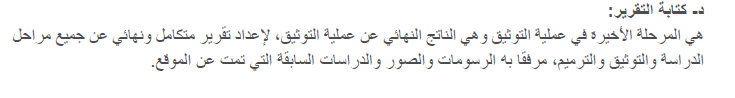 د- كتابة التقرير:
هي المرحلة الأخيرة في عملية التوثيق وهي الناتج النهائي عن عملية التوثيق، لإعداد تقرير متكامل ونهائي عن جميع مراحل
الدراسة والتوثيق والترميم، مرفقا به الرسومات والصور والدراسات السابقة التي تمت عن الموقع.